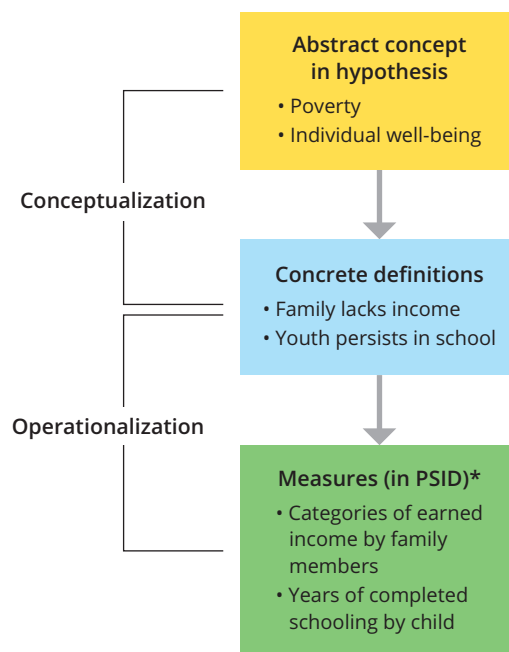 Abstract concept
in hypothesis
• Poverty
• Individual well-being
Conceptualization
Concrete definitions
• Family lacks income
• Youth persists in school
Operationalization
Measures (in PSID)*
• Categories of earned
income by family
members
• Years of completed
schooling by child